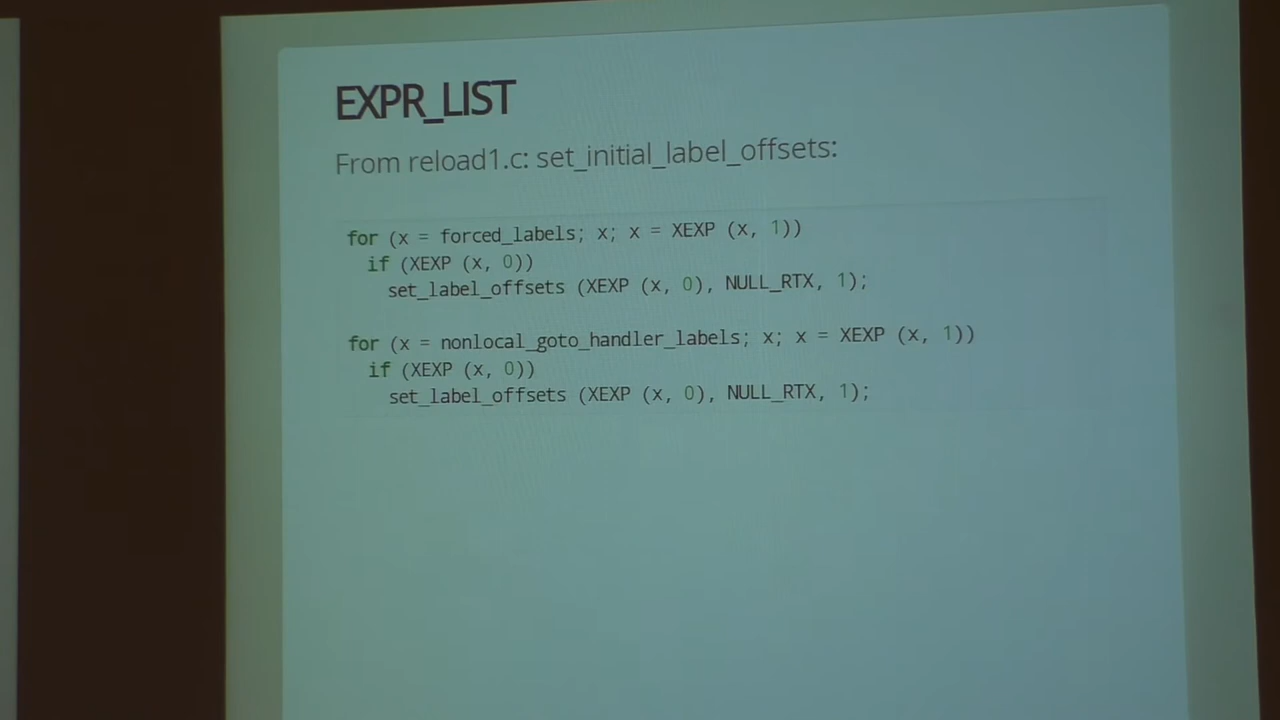 EXPR_LIST
From reload1.c: set_initial_label_offsets:
for (x = forced_labels; x; x = XEXP (x, 1))
if (XEXP (x, 0))
set_label_offsets (XEXP (x, 0), NULL_RTX, 1);
for (x = nonlocal_goto_handler_labels; x; x = XEXP (x, 1))
if (XEXP (x, 0))
set_label_offsets (XEXP (x, 0), NULL_RTX, 1);